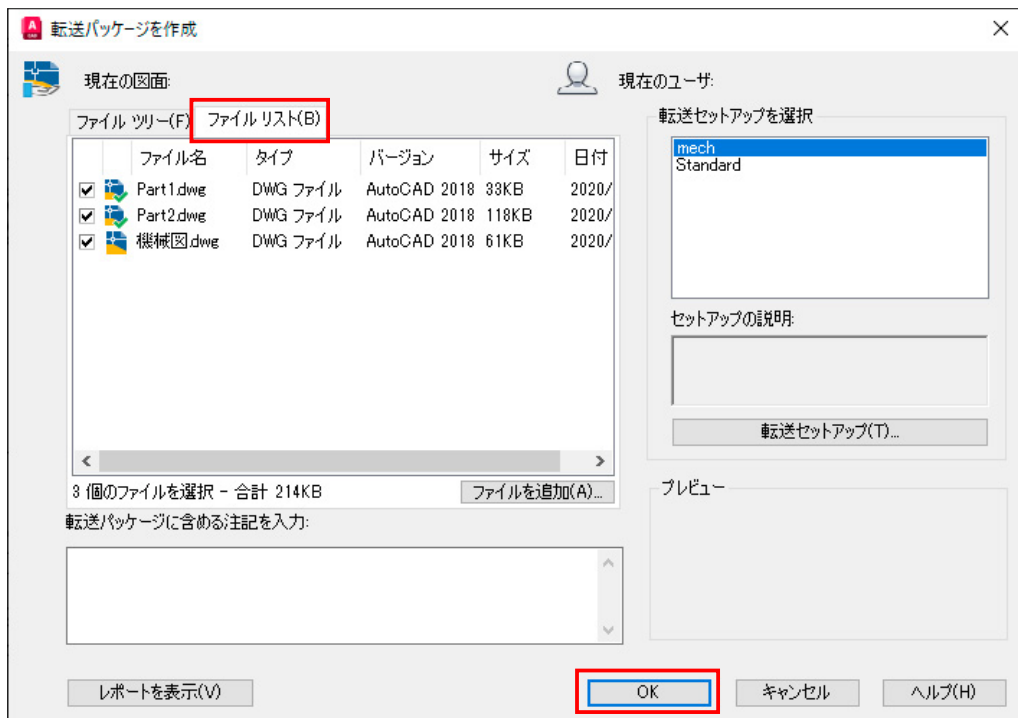 転送パッケージを作成
現在の図面:
現在のユーザ:
ファイル ツリー(F)
ファイル リスト(B)
ファイル名 タイプ バージョン サイズ 日付
Part1.dwg DWG ファイル AutoCAD 2018 33KB 2020/
Part2.dwg DWG ファイル AutoCAD 2018 118KB 2020/
機械図.dwg DWG ファイル AutoCAD 2018 61KB 2020/
3 個のファイルを選択 - 合計 214KB
ファイルを追加(A)...
転送パッケージに含める注記を入力:
転送セットアップを選択
mech
Standard
セットアップの説明:
転送セットアップ(T)...
プレビュー
レポートを表示(V)
OK
キャンセル
ヘルプ(H)